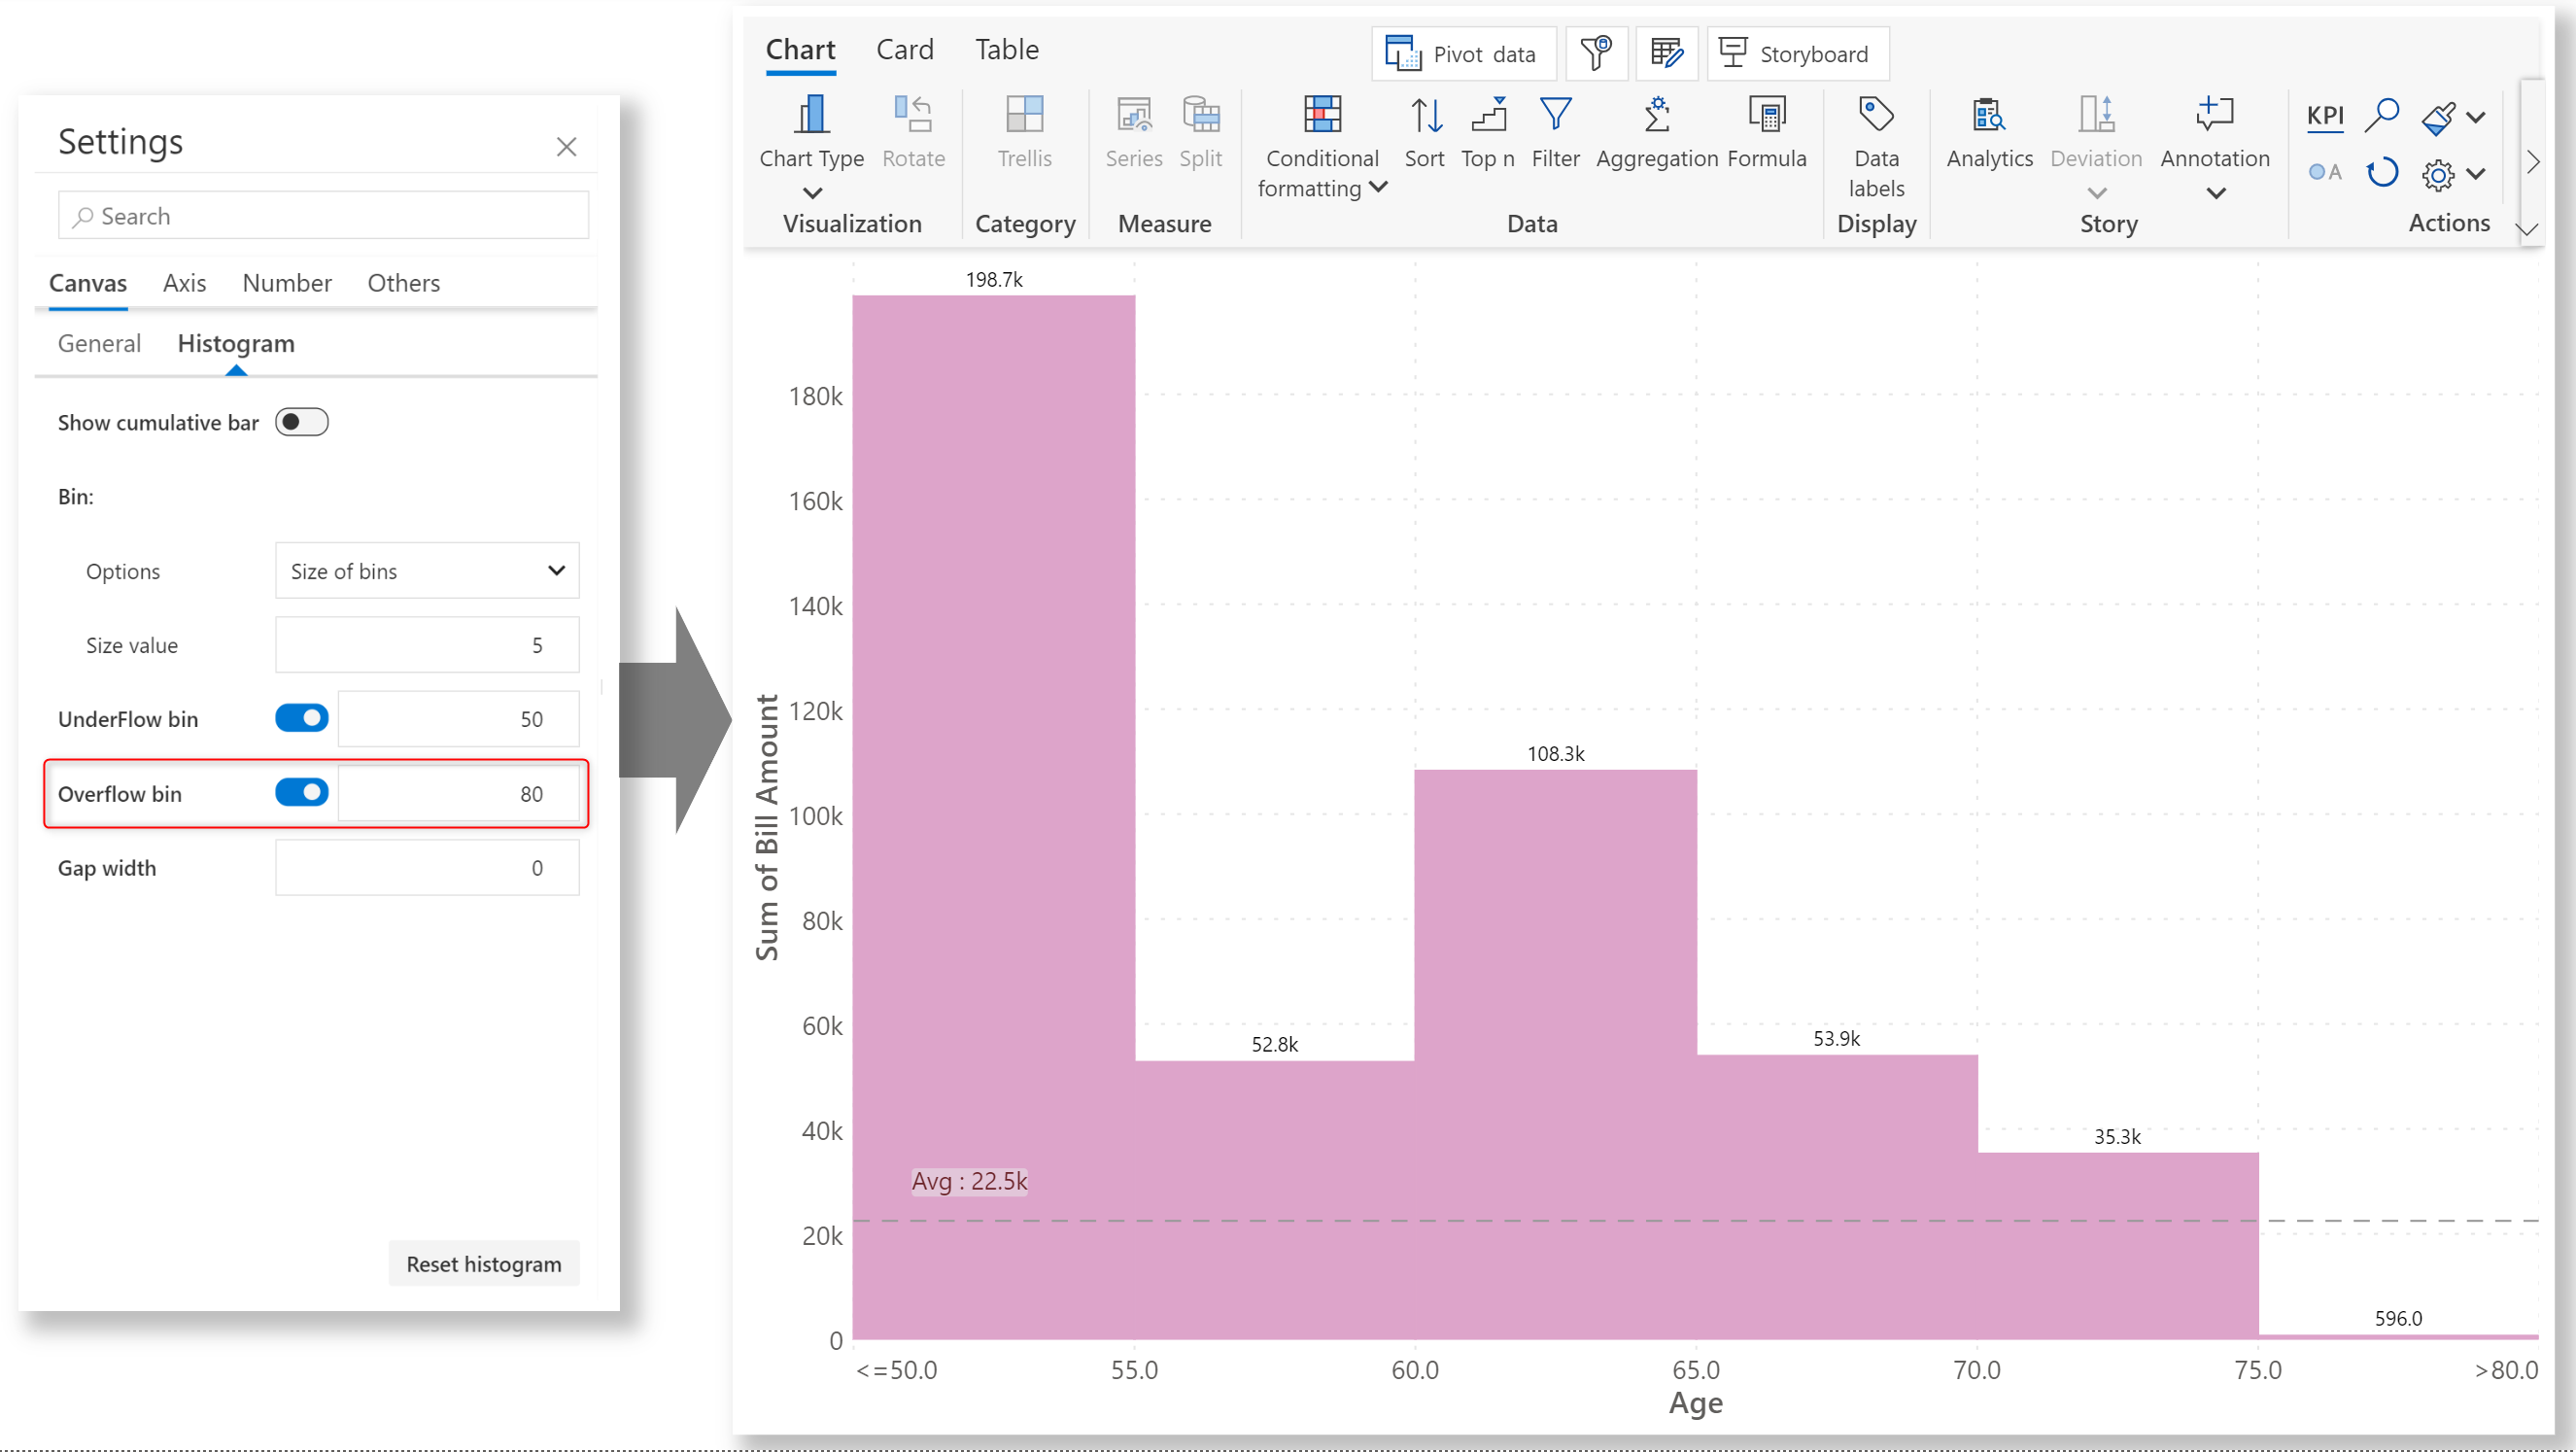 Settings
Search
Canvas Axis Number Others
General Histogram
Show cumulative bar
Bin:
Options Size of bins
Size value 5
UnderFlow bin 50
Overflow bin 80
Gap width 0
Reset histogram
Chart Card Table
Pivot data Storyboard
Chart Type Rotate Trellis Series Split Conditional formatting Sort Top n Filter Aggregation Formula Data labels Analytics Deviation Annotation KPI
A
Visualization Category Measure Data Display Story Actions
198.7k
180k
160k
140k
120k
108.3k
100k
80k
60k
53.9k
52.8k
40k
35.3k
Avg : 22.5k
20k
596.0
0
Sum of Bill Amount
<=50.0 55.0 60.0 65.0 70.0 75.0 >80.0
Age